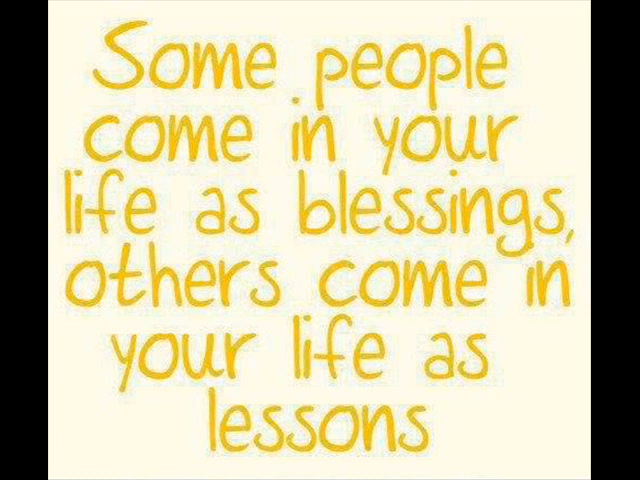 Some people
come in your
life as blessings,
others come in
your life as
lessons